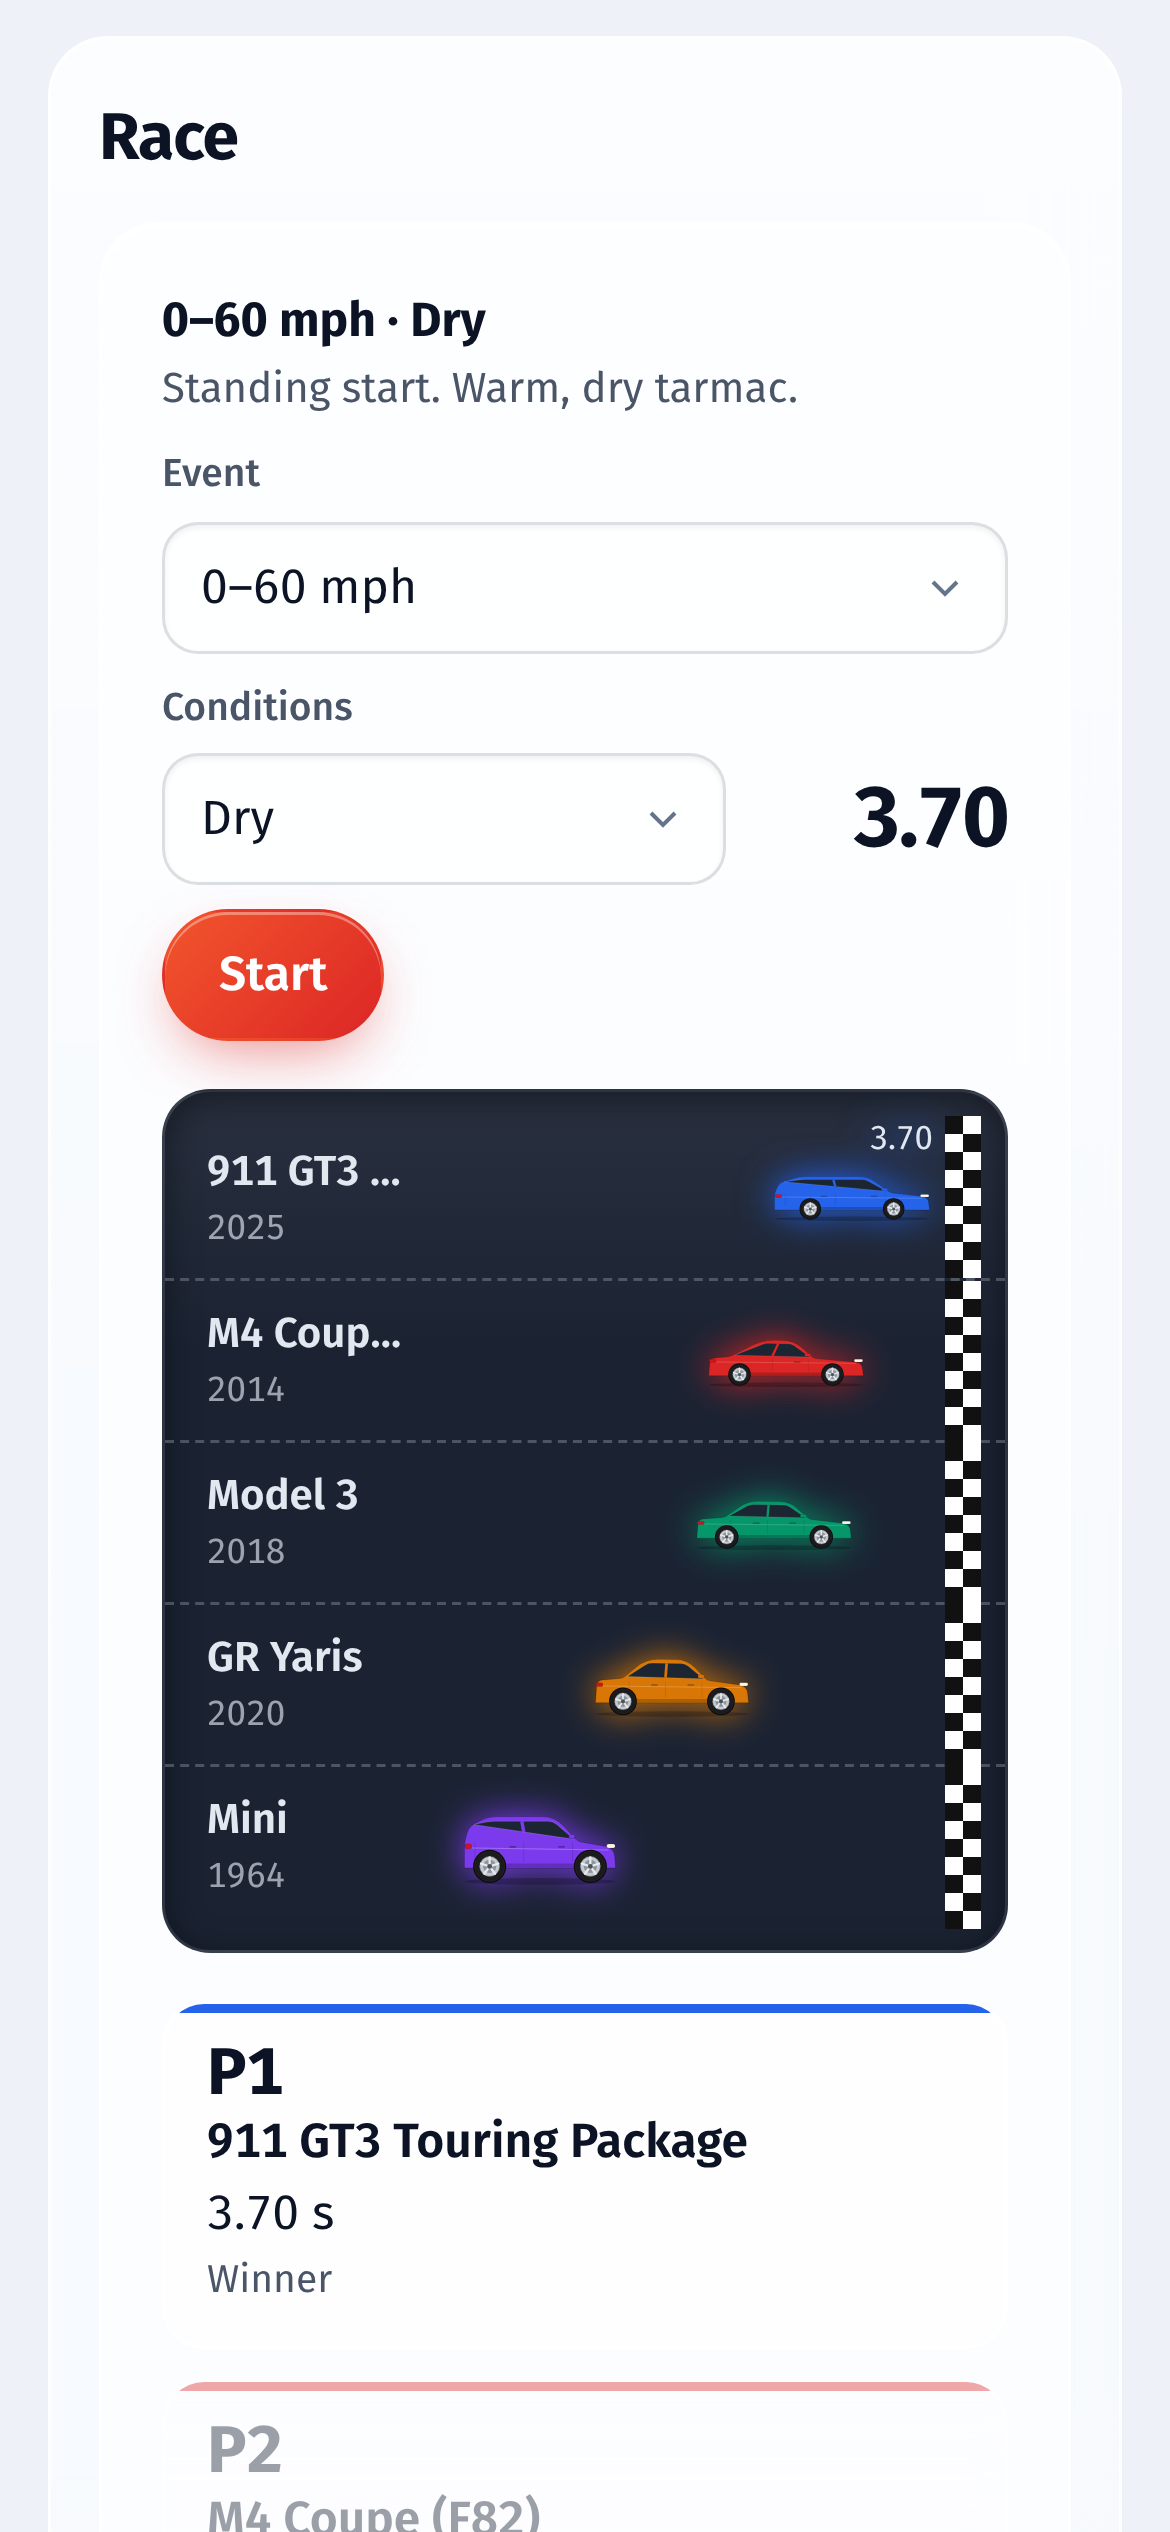 Race
0–60 mph · Dry
Standing start. Warm, dry tarmac.
Event
0–60 mph
Conditions
Dry
3.70
Start
3.70
911 GT3 ...
2025
M4 Coup...
2014
Model 3
2018
GR Yaris
2020
Mini
1964
P1
911 GT3 Touring Package
3.70 s
Winner
P2
M4 Coupe (F82)